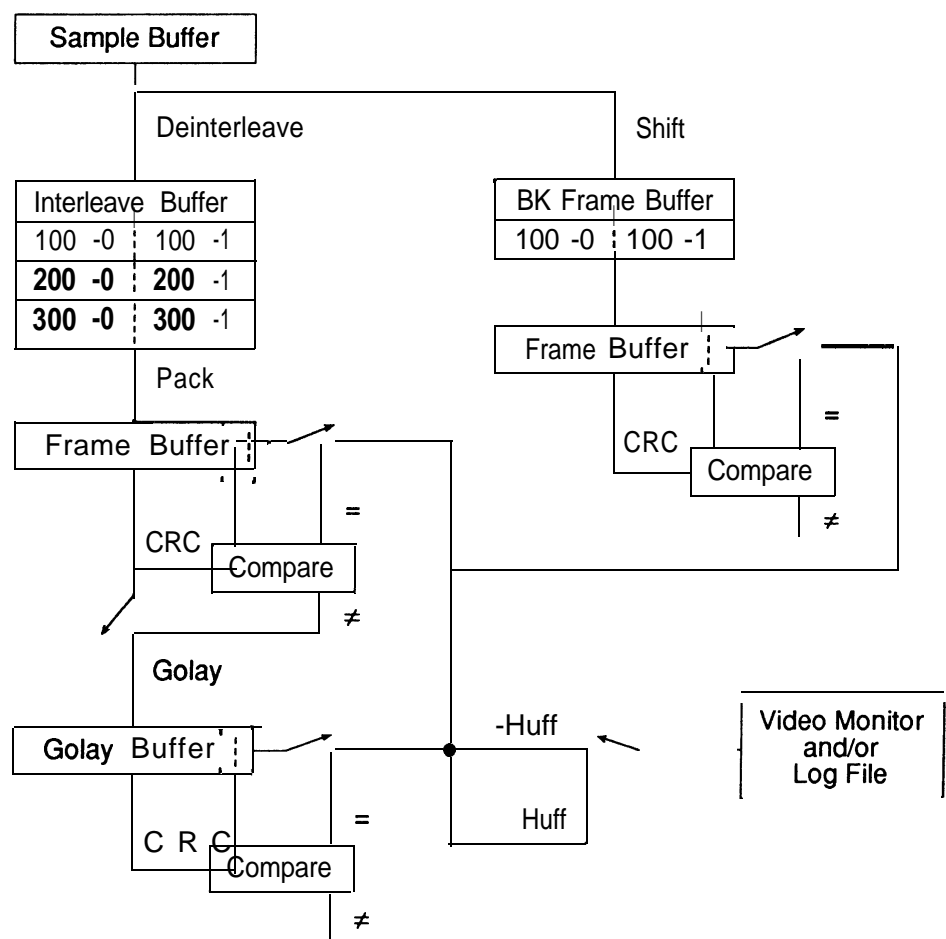 Sample Buffer
Deinterleave
Shift
Interleave Buffer
100 -0 100 -1
200 -0 200 -1
300 -0 300 -1
BK Frame Buffer
100 -0 100 -1
Frame Buffer
=
CRC
Compare
≠
Pack
Frame Buffer
=
CRC
Compare
≠
Golay
Golay Buffer
=
C R C
Compare
≠
-Huff
Huff
Video Monitor
and/or
Log File